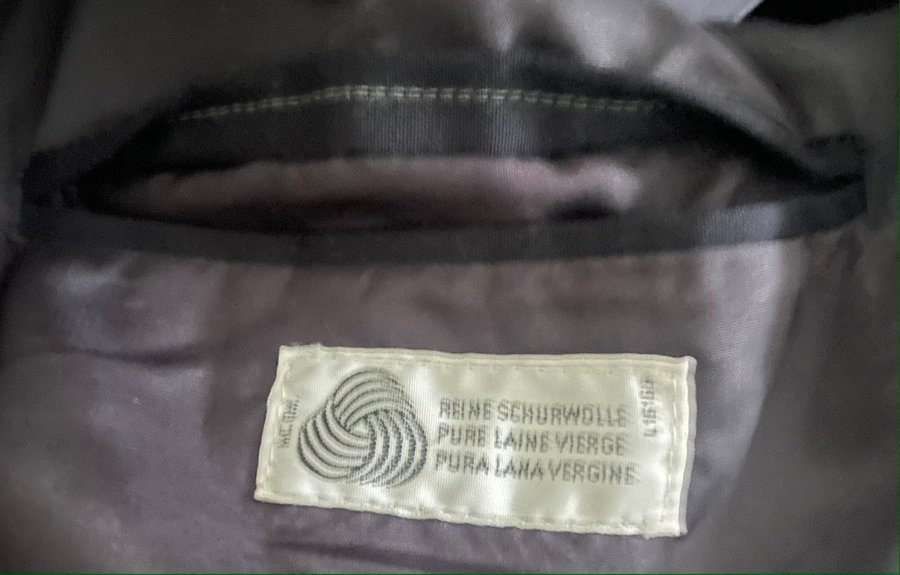 REINE SCHURWOLLE
PURE LAINE VIERGE
PURA LANA VERGINE